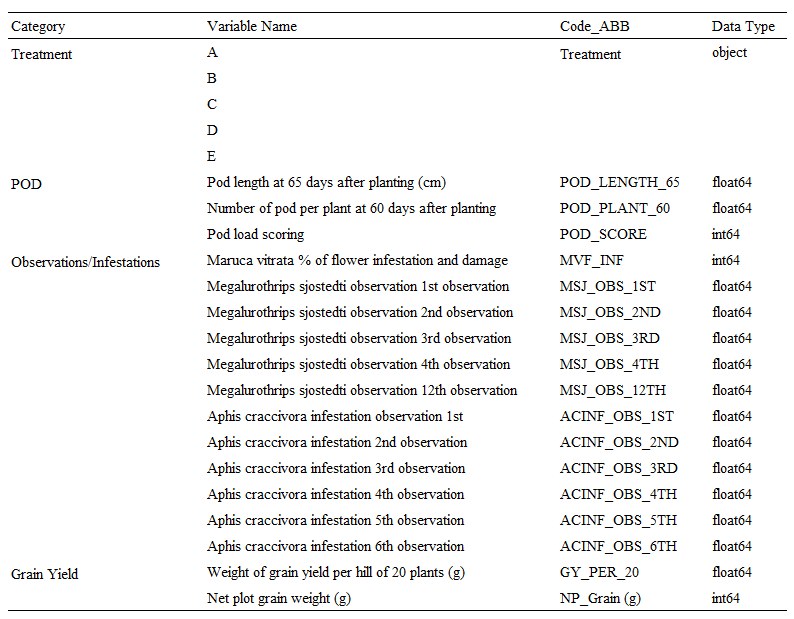 Category Variable Name Code_ABB Data Type
Treatment A Treatment object
B
C
D
E
POD Pod length at 65 days after planting (cm) POD_LENGTH_65 float64
Number of pod per plant at 60 days after planting POD_PLANT_60 float64
Pod load scoring POD_SCORE int64
Observations/Infestations Maruca vitrata % of flower infestation and damage MVF_INF int64
Megalurothrips sjostedti observation 1st observation MSJ_OBS_1ST float64
Megalurothrips sjostedti observation 2nd observation MSJ_OBS_2ND float64
Megalurothrips sjostedti observation 3rd observation MSJ_OBS_3RD float64
Megalurothrips sjostedti observation 4th observation MSJ_OBS_4TH float64
Megalurothrips sjostedti observation 12th observation MSJ_OBS_12TH float64
Aphis craccivora infestation observation 1st ACINF_OBS_1ST float64
Aphis craccivora infestation 2nd observation ACINF_OBS_2ND float64
Aphis craccivora infestation 3rd observation ACINF_OBS_3RD float64
Aphis craccivora infestation 4th observation ACINF_OBS_4TH float64
Aphis craccivora infestation 5th observation ACINF_OBS_5TH float64
Aphis craccivora infestation 6th observation ACINF_OBS_6TH float64
Grain Yield Weight of grain yield per hill of 20 plants (g) GY_PER_20 float64
Net plot grain weight (g) NP_Grain (g) int64